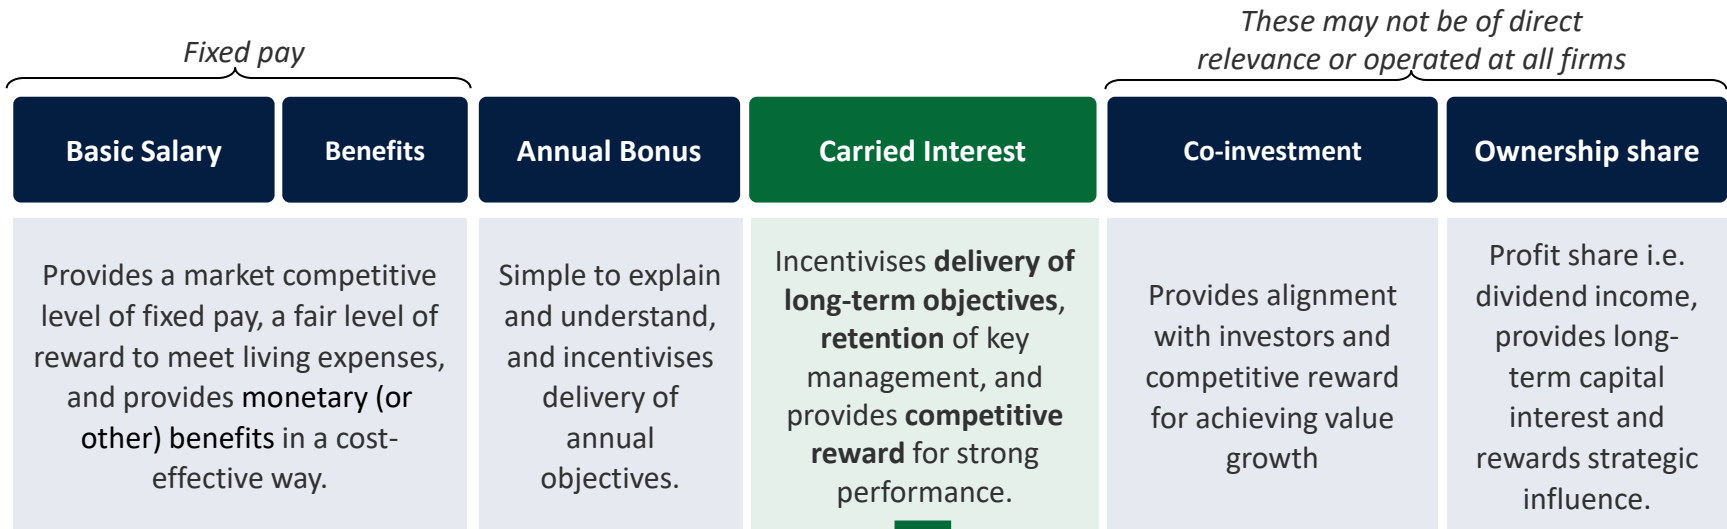 Fixed pay
These may not be of direct
relevance or operated at all firms
Basic Salary
Benefits
Annual Bonus
Carried Interest
Co-investment
Ownership share
Provides a market competitive
level of fixed pay, a fair level of
reward to meet living expenses,
and provides monetary (or
other) benefits in a cost-
effective way.
Simple to explain
and understand,
and incentivises
delivery of
annual
objectives.
Incentivises delivery of
long-term objectives,
retention of key
management, and
provides competitive
reward for strong
performance.
Provides alignment
with investors and
competitive reward
for achieving value
growth
Profit share i.e.
dividend income,
provides long-
term capital
interest and
rewards strategic
influence.